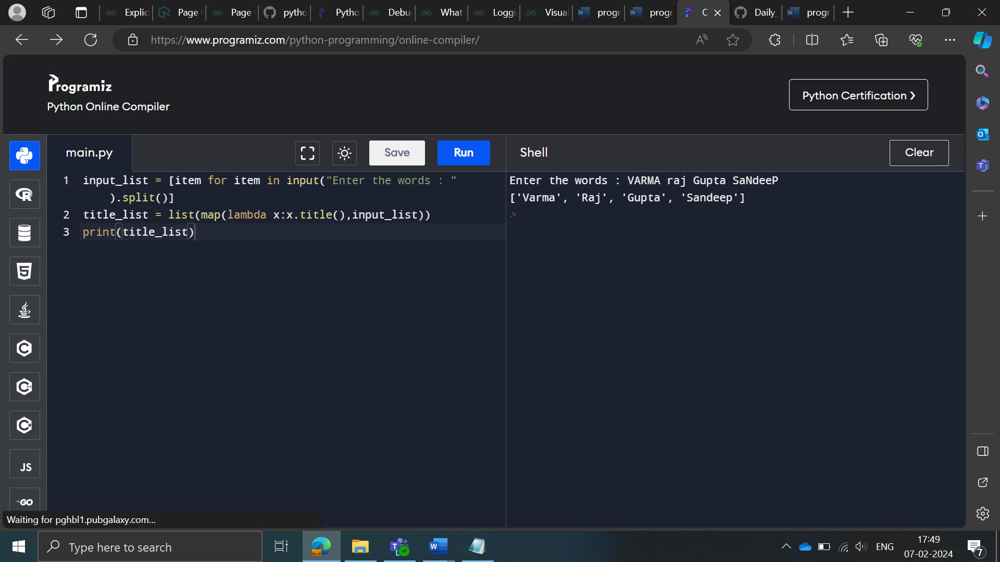 Explic Page Page pytho Pytho Debu What Loggi Visual progr progr C Daily_ progr
https://www.programiz.com/python-programming/online-compiler/
Programiz
Python Online Compiler
Python Certification ❯
main.py Save Run Shell Clear
1 input_list = [item for item in input("Enter the words : "
).split()]
2 title_list = list(map(lambda x:x.title(),input_list))
3 print(title_list)
Enter the words : VARMA raj Gupta SaNdeeP
['Varma', 'Raj', 'Gupta', 'Sandeep']
>
JS
GO
Waiting for pghbl1.pubgalaxy.com...
Type here to search
ENG
17:49
07-02-2024
7